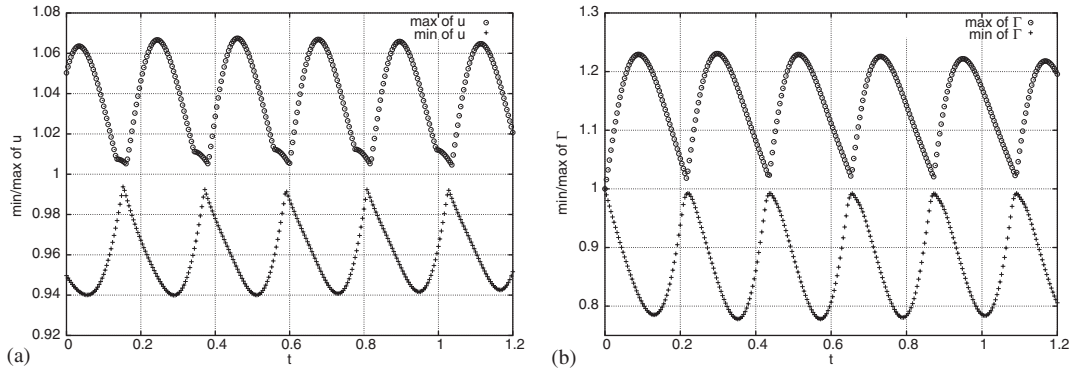 1.08
1.06
1.04
1.02
1
0.98
0.96
0.94
0.92
min/max of u
max of u
min of u
0
0.2
0.4
0.6
0.8
1
1.2
t
(a)
1.3
1.2
1.1
1
0.9
0.8
min/max of Γ
max of Γ
min of Γ
0
0.2
0.4
0.6
0.8
1
1.2
t
(b)